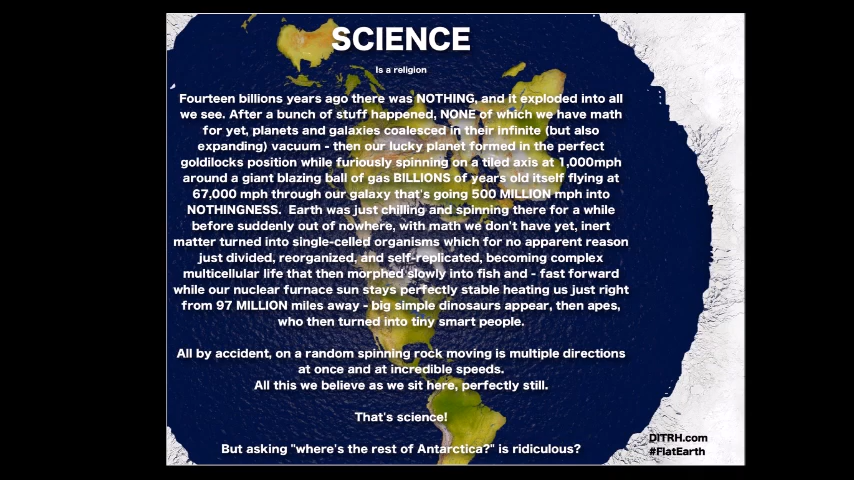 SCIENCE
Is a religion
Fourteen billions years ago there was NOTHING, and it exploded into all
we see. After a bunch of stuff happened, NONE of which we have math
for yet, planets and galaxies coalesced in their infinite (but also
expanding) vacuum - then our lucky planet formed in the perfect
goldilocks position while furiously spinning on a tiled axis at 1,000mph
around a giant blazing ball of gas BILLIONS of years old itself flying at
67,000 mph through our galaxy that's going 500 MILLION mph into
NOTHINGNESS. Earth was just chilling and spinning there for a while
before suddenly out of nowhere, with math we don't have yet, inert
matter turned into single-celled organisms which for no apparent reason
just divided, reorganized, and self-replicated, becoming complex
multicellular life that then morphed slowly into fish and - fast forward
while our nuclear furnace sun stays perfectly stable heating us just right
from 97 MILLION miles away - big simple dinosaurs appear, then apes,
who then turned into tiny smart people.
All by accident, on a random spinning rock moving is multiple directions
at once and at incredible speeds.
All this we believe as we sit here, perfectly still.
That's science!
But asking "where's the rest of Antarctica?" is ridiculous?
DITRH.com
#FlatEarth